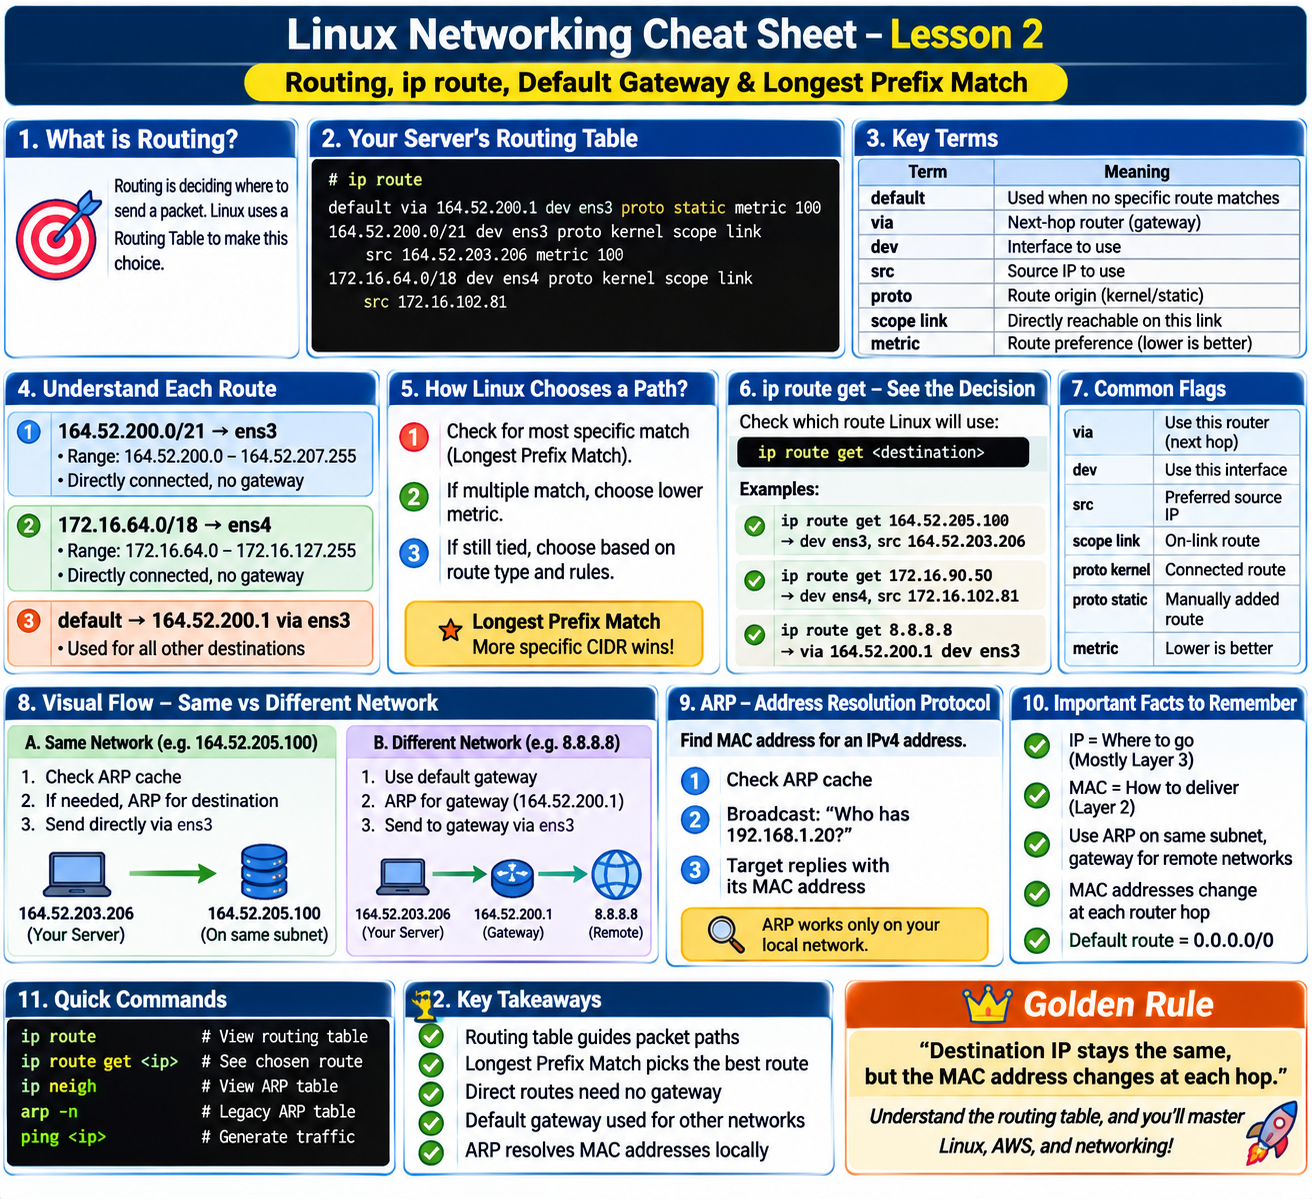 Linux Networking Cheat Sheet – Lesson 2
Routing, ip route, Default Gateway & Longest Prefix Match
1. What is Routing?
Routing is deciding where to
send a packet. Linux uses a
Routing Table to make this
choice.
2. Your Server's Routing Table
# ip route
default via 164.52.200.1 dev ens3 proto static metric 100
164.52.200.0/21 dev ens3 proto kernel scope link
src 164.52.203.206 metric 100
172.16.64.0/18 dev ens4 proto kernel scope link
src 172.16.102.81
3. Key Terms
Term Meaning
default Used when no specific route matches
via Next-hop router (gateway)
dev Interface to use
src Source IP to use
proto Route origin (kernel/static)
scope link Directly reachable on this link
metric Route preference (lower is better)
4. Understand Each Route
1 164.52.200.0/21 → ens3
• Range: 164.52.200.0 – 164.52.207.255
• Directly connected, no gateway
2 172.16.64.0/18 → ens4
• Range: 172.16.64.0 – 172.16.127.255
• Directly connected, no gateway
3 default → 164.52.200.1 via ens3
• Used for all other destinations
5. How Linux Chooses a Path?
1 Check for most specific match
(Longest Prefix Match).
2 If multiple match, choose lower
metric.
3 If still tied, choose based on
route type and rules.
Longest Prefix Match
More specific CIDR wins!
6. ip route get – See the Decision
Check which route Linux will use:
ip route get <destination>
Examples:
ip route get 164.52.205.100
→ dev ens3, src 164.52.203.206
ip route get 172.16.90.50
→ dev ens4, src 172.16.102.81
ip route get 8.8.8.8
→ via 164.52.200.1 dev ens3
7. Common Flags
via Use this router
(next hop)
dev Use this interface
src Preferred source
IP
scope link On-link route
proto kernel Connected route
proto static Manually added
route
metric Lower is better
8. Visual Flow – Same vs Different Network
A. Same Network (e.g. 164.52.205.100)
1. Check ARP cache
2. If needed, ARP for destination
3. Send directly via ens3
164.52.203.206
(Your Server)
164.52.205.100
(On same subnet)
B. Different Network (e.g. 8.8.8.8)
1. Use default gateway
2. ARP for gateway (164.52.200.1)
3. Send to gateway via ens3
164.52.203.206
(Your Server)
164.52.200.1
(Gateway)
8.8.8.8
(Remote)
9. ARP – Address Resolution Protocol
Find MAC address for an IPv4 address.
1 Check ARP cache
2 Broadcast: "Who has
192.168.1.20?"
3 Target replies with
its MAC address
ARP works only on your
local network.
10. Important Facts to Remember
IP = Where to go
(Mostly Layer 3)
MAC = How to deliver
(Layer 2)
Use ARP on same subnet,
gateway for remote networks
MAC addresses change
at each router hop
Default route = 0.0.0.0/0
11. Quick Commands
ip route # View routing table
ip route get <ip> # See chosen route
ip neigh # View ARP table
arp -n # Legacy ARP table
ping <ip> # Generate traffic
2. Key Takeaways
Routing table guides packet paths
Longest Prefix Match picks the best route
Direct routes need no gateway
Default gateway used for other networks
ARP resolves MAC addresses locally
Golden Rule
"Destination IP stays the same,
but the MAC address changes at each hop."
Understand the routing table, and you'll master
Linux, AWS, and networking!